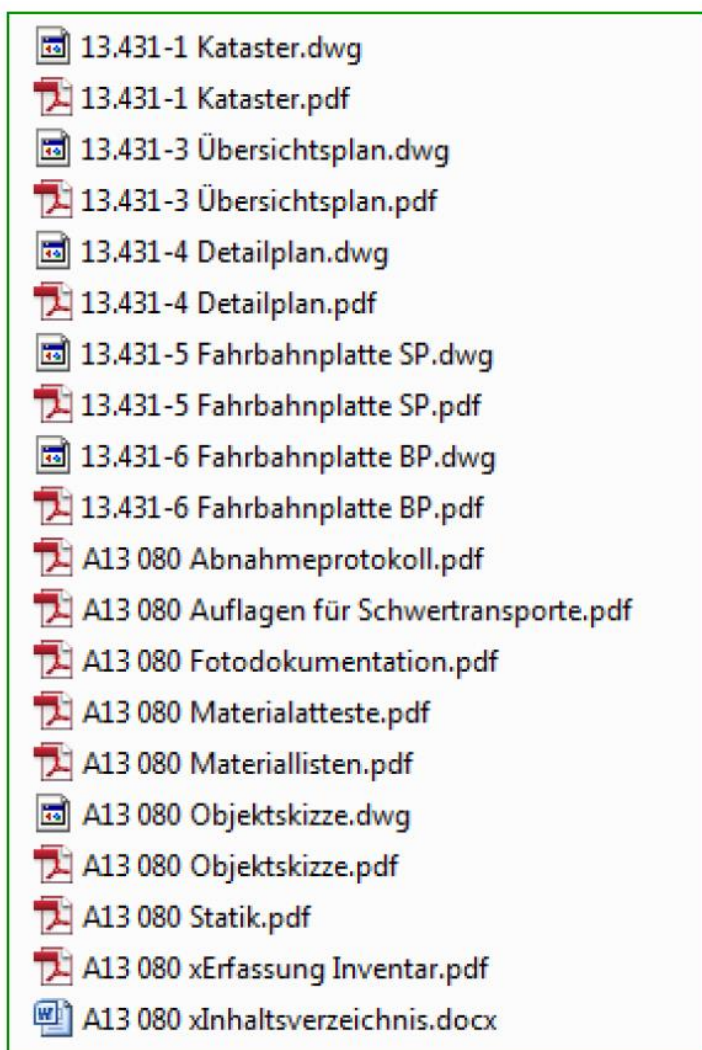 13.431-1 Kataster.dwg
13.431-1 Kataster.pdf
13.431-3 Übersichtsplan.dwg
13.431-3 Übersichtsplan.pdf
13.431-4 Detailplan.dwg
13.431-4 Detailplan.pdf
13.431-5 Fahrbahnplatte SP.dwg
13.431-5 Fahrbahnplatte SP.pdf
13.431-6 Fahrbahnplatte BP.dwg
13.431-6 Fahrbahnplatte BP.pdf
A13 080 Abnahmeprotokoll.pdf
A13 080 Auflagen für Schwertransporte.pdf
A13 080 Fotodokumentation.pdf
A13 080 Materialatteste.pdf
A13 080 Materiallisten.pdf
A13 080 Objektskizze.dwg
A13 080 Objektskizze.pdf
A13 080 Statik.pdf
A13 080 xErfassung Inventar.pdf
A13 080 xInhaltsverzeichnis.docx